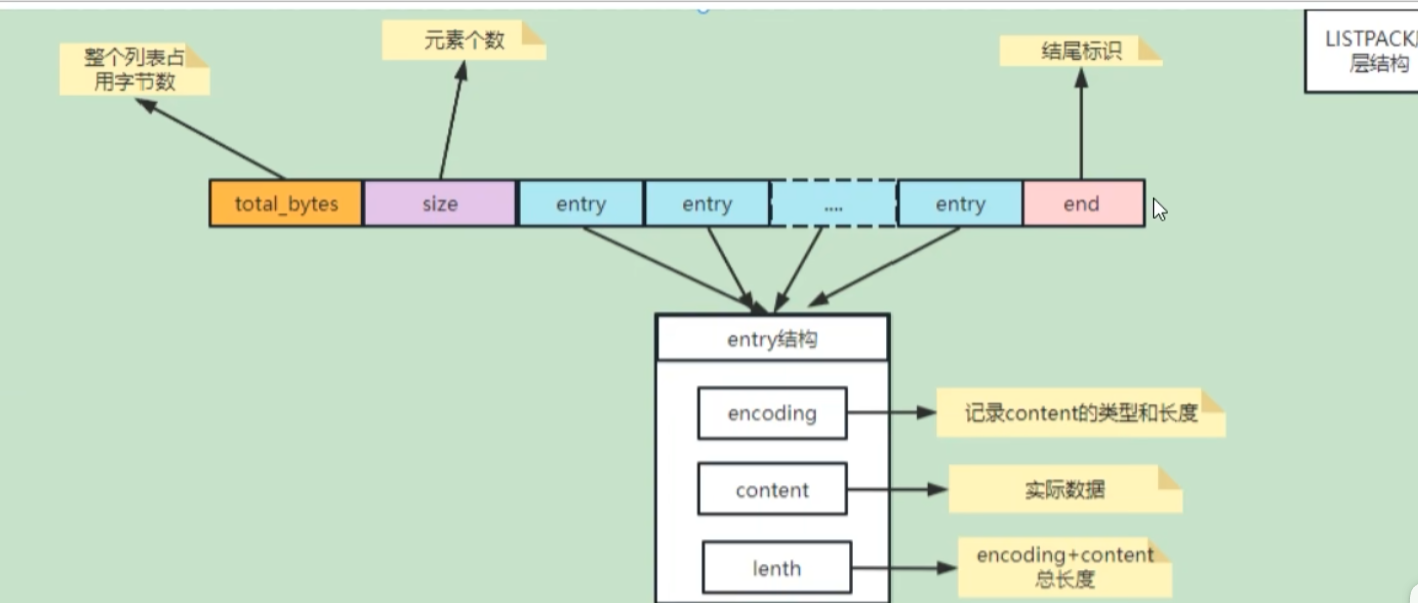 整个列表占
用字节数
元素个数
结尾标识
LISTPACK
层结构
total_bytes
size
entry
entry
....
entry
end
entry结构
encoding
记录content的类型和长度
content
实际数据
lenth
encoding+content
总长度